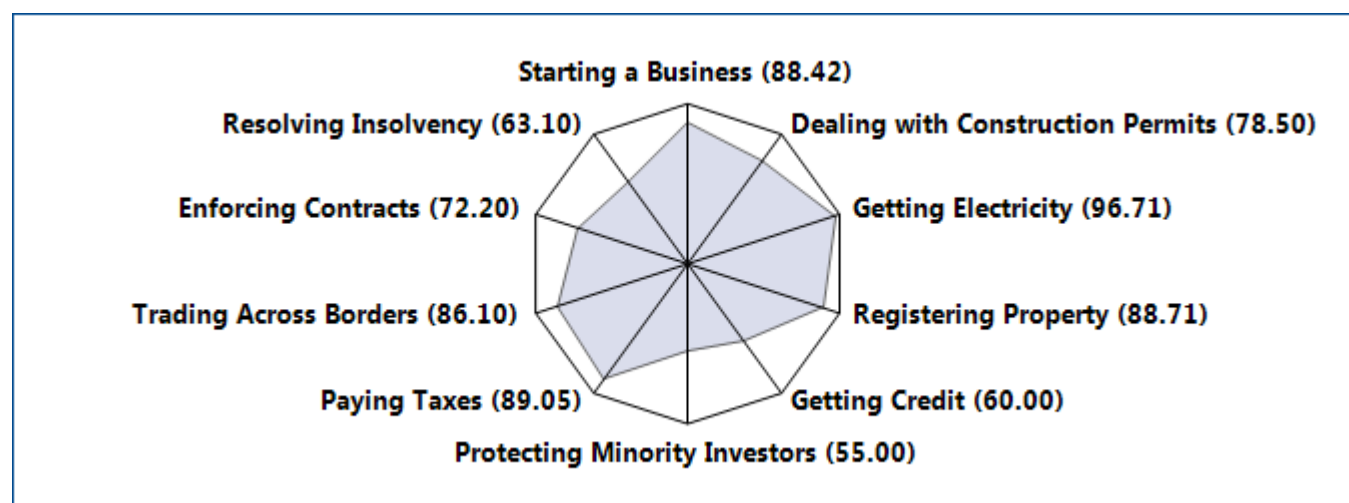 Starting a Business (88.42)
Resolving Insolvency (63.10)
Dealing with Construction Permits (78.50)
Enforcing Contracts (72.20)
Getting Electricity (96.71)
Trading Across Borders (86.10)
Registering Property (88.71)
Paying Taxes (89.05)
Getting Credit (60.00)
Protecting Minority Investors (55.00)